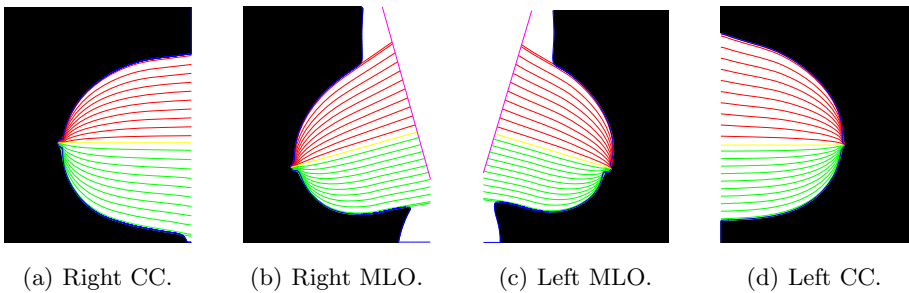 (a) Right CC.
(b) Right MLO.
(c) Left MLO.
(d) Left CC.